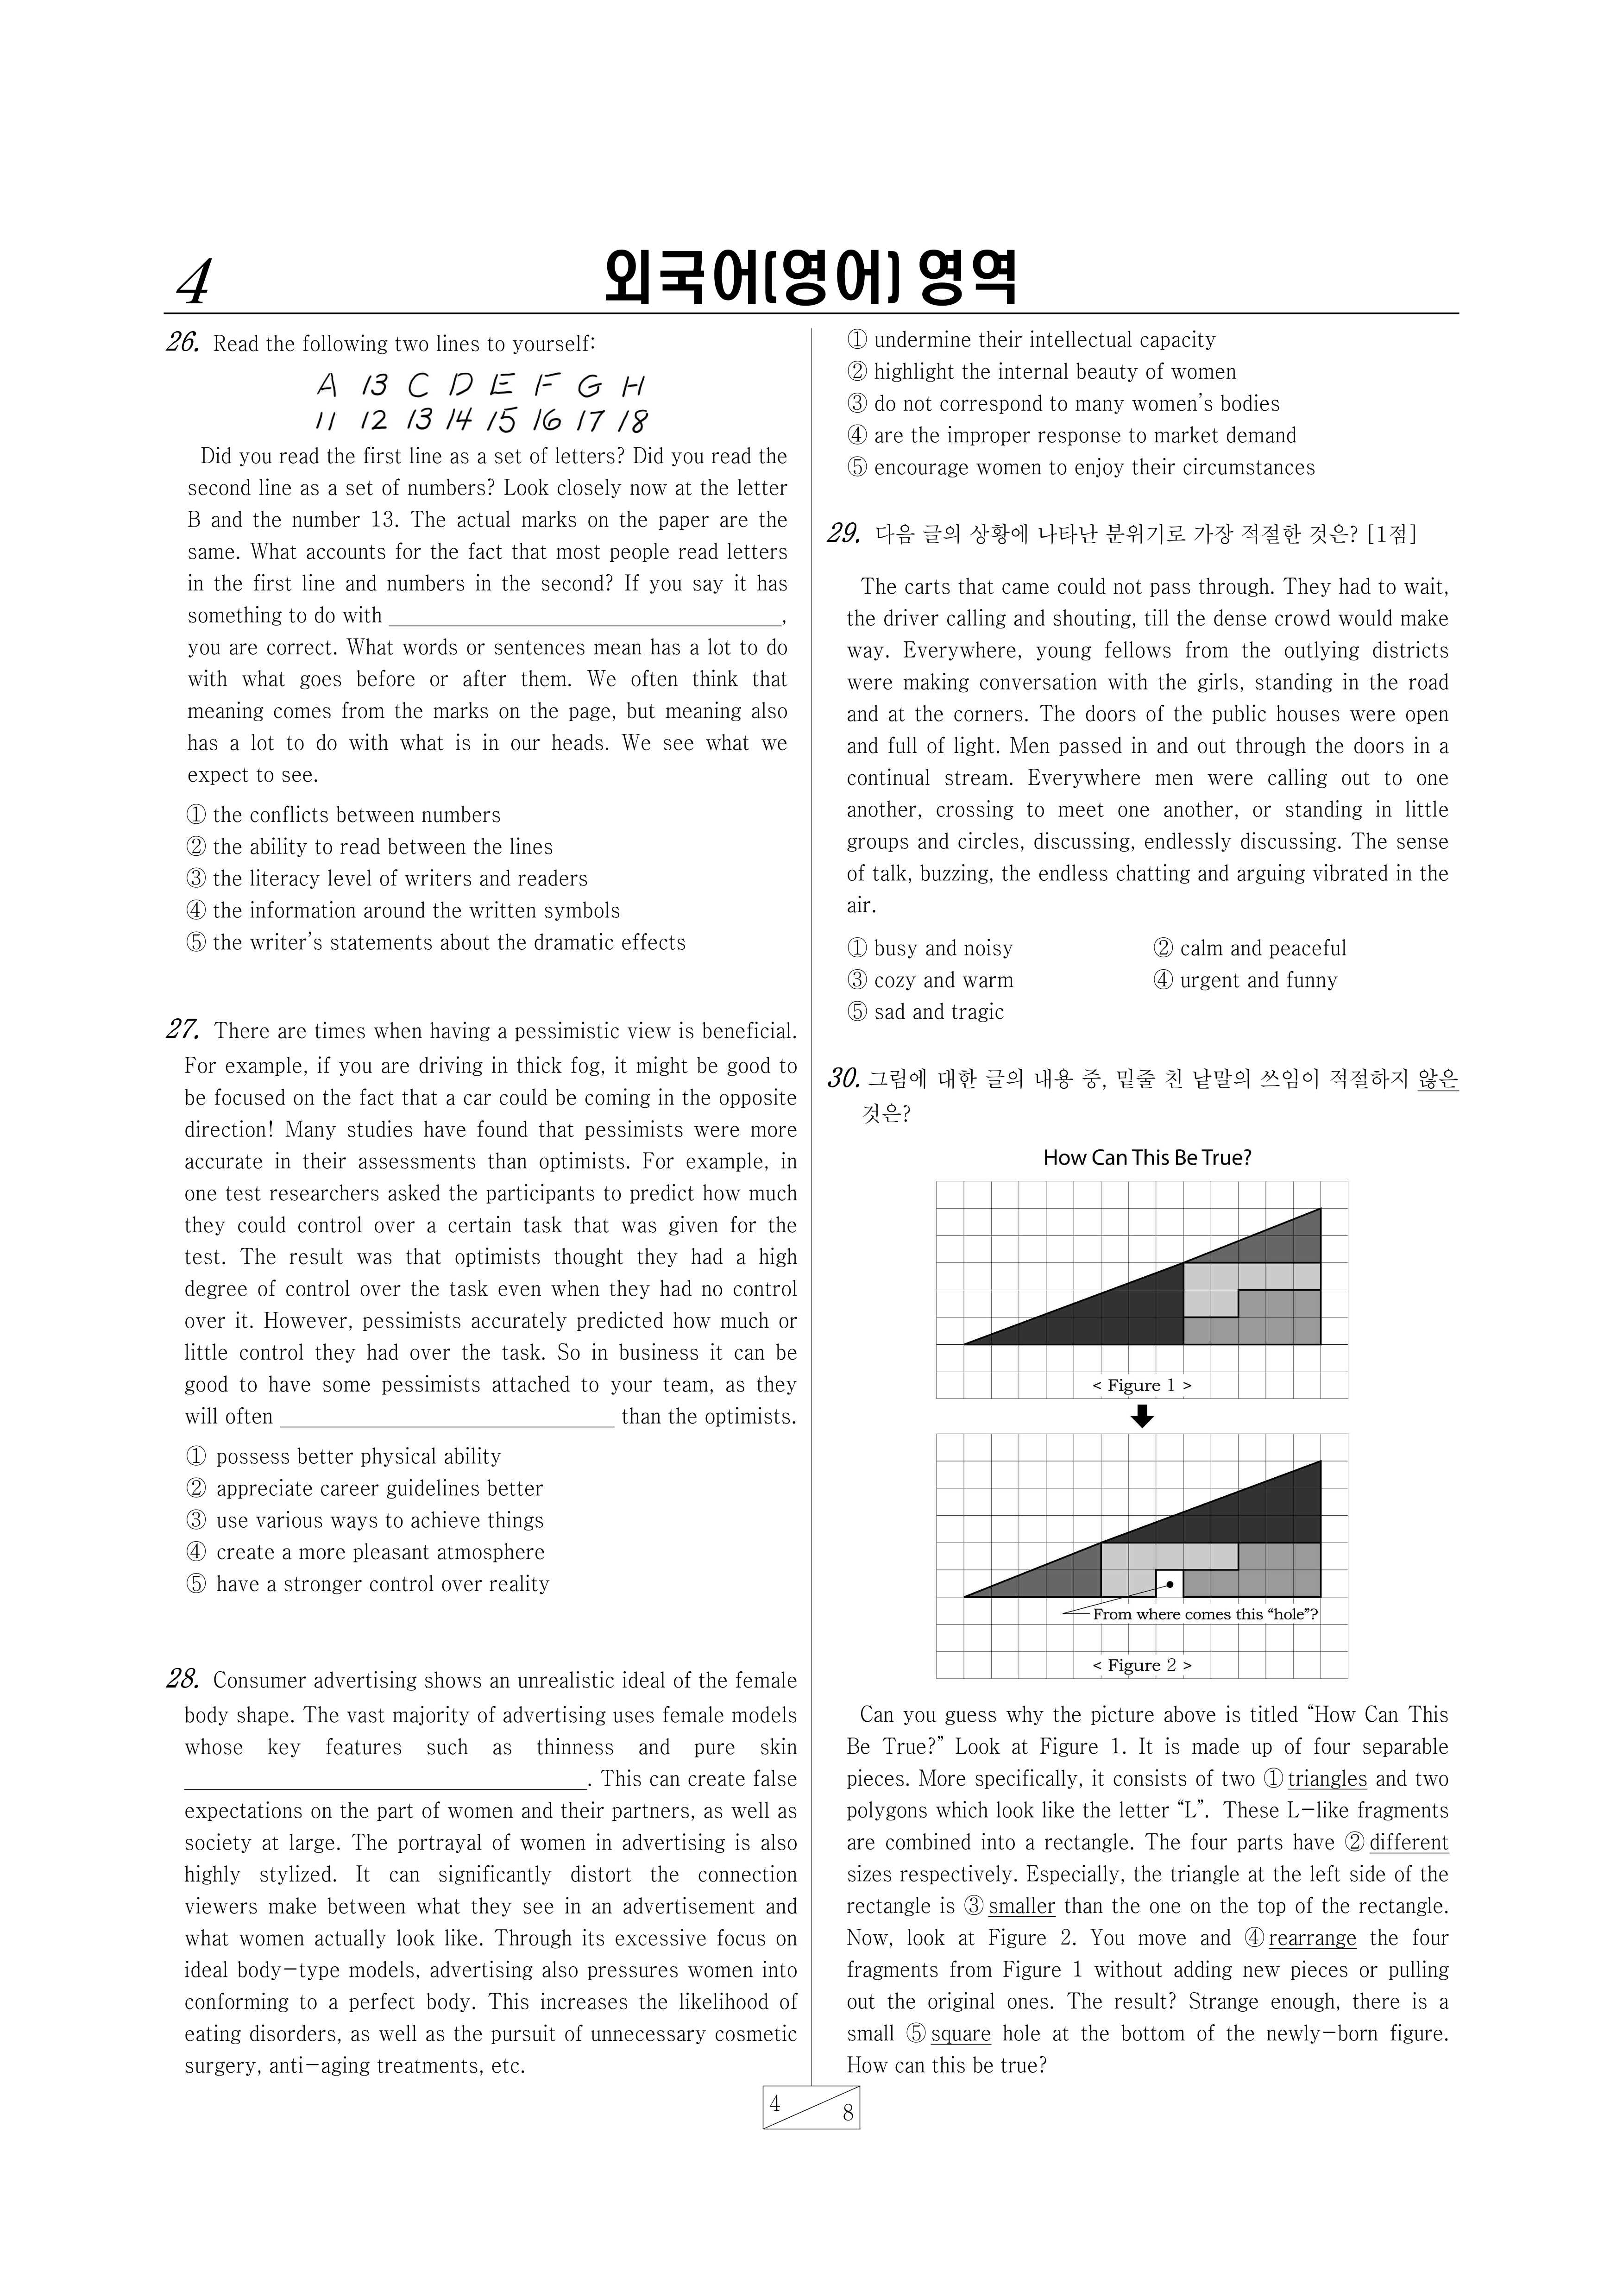 4
외국어(영어) 영역
26. Read the following two lines to yourself:
A 13 C D E F G H
11 12 13 14 15 16 17 18
Did you read the first line as a set of letters? Did you read the
second line as a set of numbers? Look closely now at the letter
B and the number 13. The actual marks on the paper are the
same. What accounts for the fact that most people read letters
in the first line and numbers in the second? If you say it has
something to do with ____________________,
you are correct. What words or sentences mean has a lot to do
with what goes before or after them. We often think that
meaning comes from the marks on the page, but meaning also
has a lot to do with what is in our heads. We see what we
expect to see.
① the conflicts between numbers
② the ability to read between the lines
③ the literacy level of writers and readers
④ the information around the written symbols
⑤ the writer's statements about the dramatic effects
27. There are times when having a pessimistic view is beneficial.
For example, if you are driving in thick fog, it might be good to
be focused on the fact that a car could be coming in the opposite
direction! Many studies have found that pessimists were more
accurate in their assessments than optimists. For example, in
one test researchers asked the participants to predict how much
they could control over a certain task that was given for the
test. The result was that optimists thought they had a high
degree of control over the task even when they had no control
over it. However, pessimists accurately predicted how much or
little control they had over the task. So in business it can be
good to have some pessimists attached to your team, as they
will often ____________________ than the optimists.
① possess better physical ability
② appreciate career guidelines better
③ use various ways to achieve things
④ create a more pleasant atmosphere
⑤ have a stronger control over reality
28. Consumer advertising shows an unrealistic ideal of the female
body shape. The vast majority of advertising uses female models
whose key features such as thinness and pure skin
____________________. This can create false
expectations on the part of women and their partners, as well as
society at large. The portrayal of women in advertising is also
highly stylized. It can significantly distort the connection
viewers make between what they see in an advertisement and
what women actually look like. Through its excessive focus on
ideal body-type models, advertising also pressures women into
conforming to a perfect body. This increases the likelihood of
eating disorders, as well as the pursuit of unnecessary cosmetic
surgery, anti-aging treatments, etc.
① undermine their intellectual capacity
② highlight the internal beauty of women
③ do not correspond to many women's bodies
④ are the improper response to market demand
⑤ encourage women to enjoy their circumstances
29. 다음 글의 상황에 나타난 분위기로 가장 적절한 것은? [1점]
The carts that came could not pass through. They had to wait,
the driver calling and shouting, till the dense crowd would make
way. Everywhere, young fellows from the outlying districts
were making conversation with the girls, standing in the road
and at the corners. The doors of the public houses were open
and full of light. Men passed in and out through the doors in a
continual stream. Everywhere men were calling out to one
another, crossing to meet one another, or standing in little
groups and circles, discussing, endlessly discussing. The sense
of talk, buzzing, the endless chatting and arguing vibrated in the
air.
① busy and noisy ② calm and peaceful
③ cozy and warm ④ urgent and funny
⑤ sad and tragic
30. 그림에 대한 글의 내용 중, 밑줄 친 낱말의 쓰임이 적절하지 않은
것은?
How Can This Be True?
< Figure 1 >
From where comes this "hole"?
< Figure 2 >
Can you guess why the picture above is titled "How Can This
Be True?" Look at Figure 1. It is made up of four separable
pieces. More specifically, it consists of two ① triangles and two
polygons which look like the letter "L". These L-like fragments
are combined into a rectangle. The four parts have ② different
sizes respectively. Especially, the triangle at the left side of the
rectangle is ③ smaller than the one on the top of the rectangle.
Now, look at Figure 2. You move and ④ rearrange the four
fragments from Figure 1 without adding new pieces or pulling
out the original ones. The result? Strange enough, there is a
small ⑤ square hole at the bottom of the newly-born figure.
How can this be true?
4
8